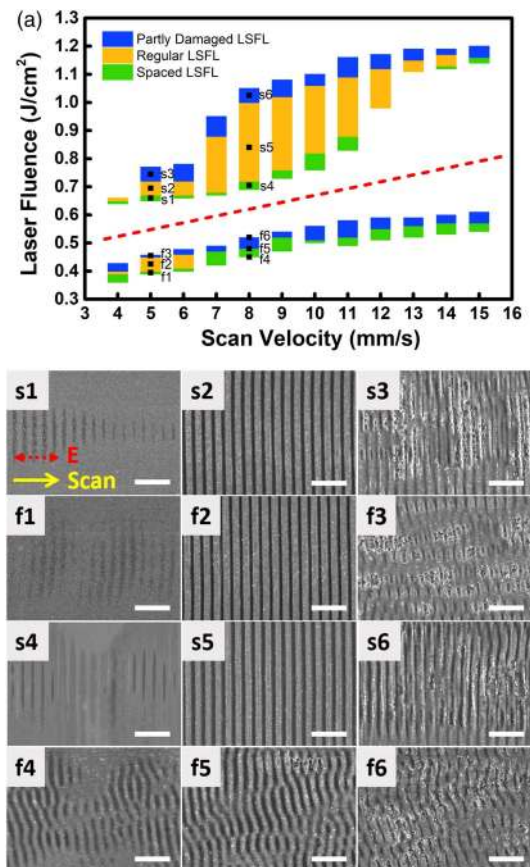 (a)
1.3
1.2
1.1
1.0
0.9
0.8
0.7
0.6
0.5
0.4
0.3
Laser Fluence (J/cm²)
Partly Damaged LSFL
Regular LSFL
Spaced LSFL
s6
s5
s4
s3
s2
s1
f3
f2
f1
f6
f5
f4
3 4 5 6 7 8 9 10 11 12 13 14 15 16
Scan Velocity (mm/s)
s1 s2 s3
E
Scan
f1 f2 f3
s4 s5 s6
f4 f5 f6